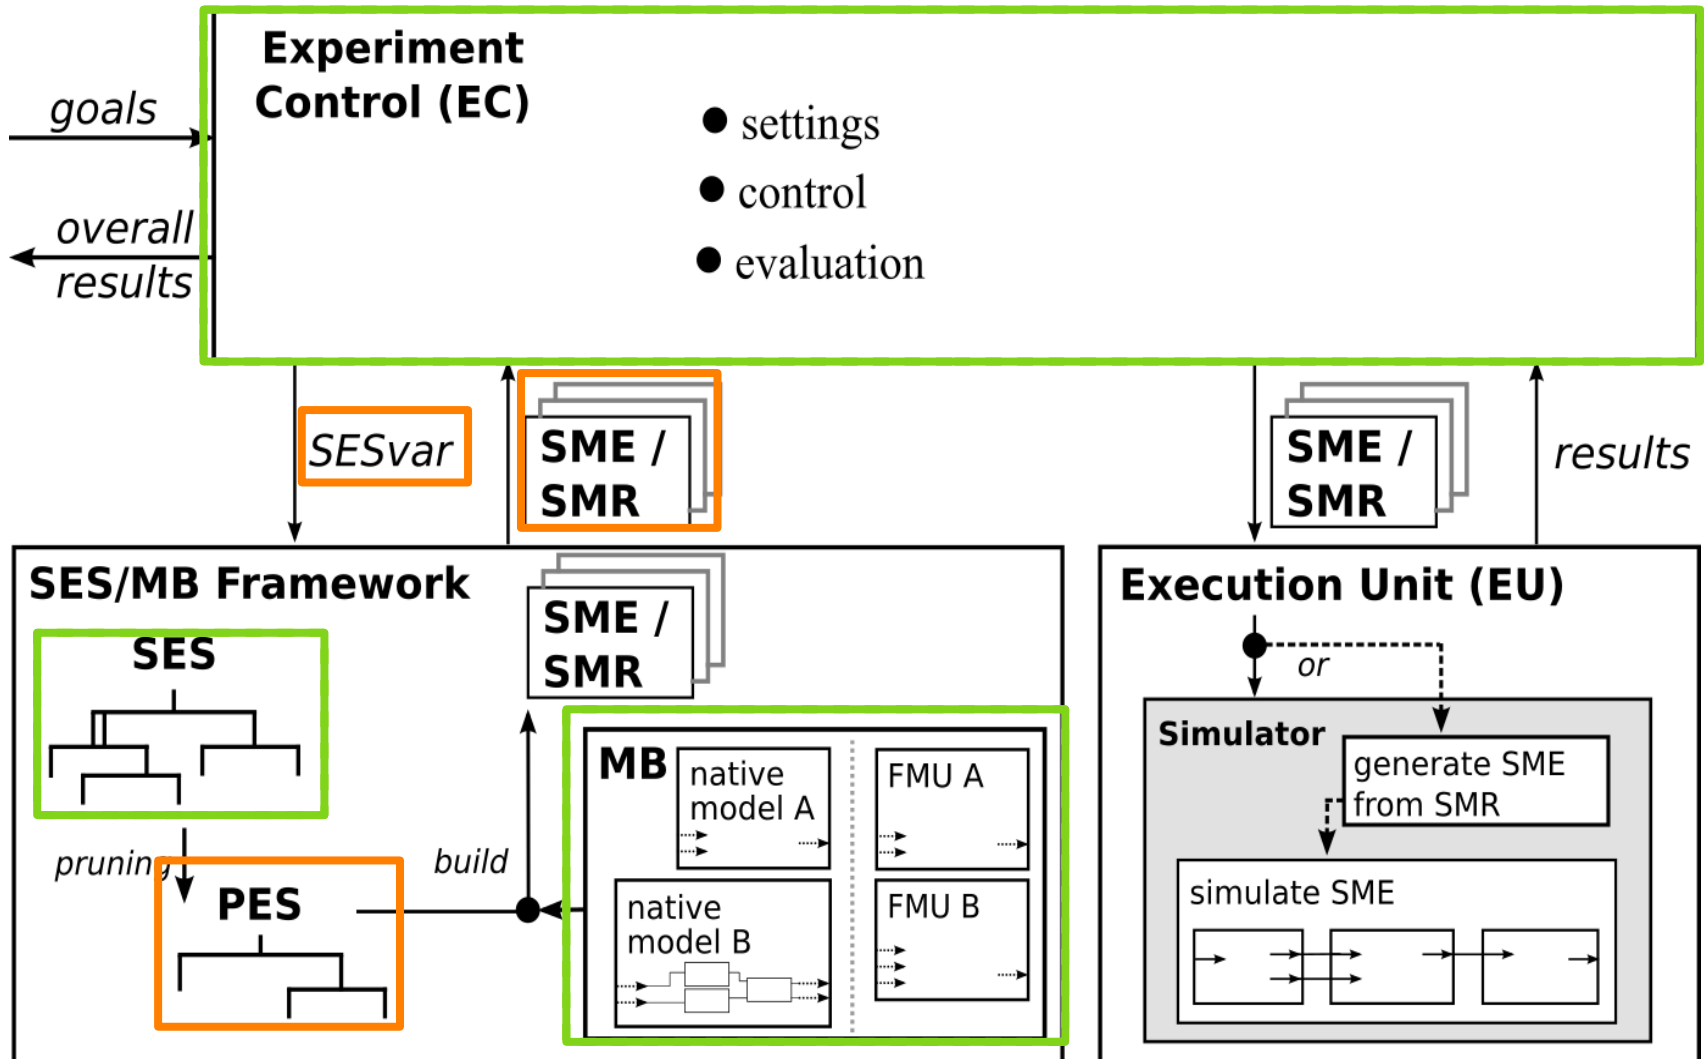 Experiment
Control (EC)
goals
overall
results
● settings
● control
● evaluation
SESvar
SME /
SMR
SME /
SMR
results
SES/MB Framework
SME /
SMR
SES
pruning
PES
build
MB
native
model A
FMU A
native
model B
FMU B
Execution Unit (EU)
or
Simulator
generate SME
from SMR
simulate SME